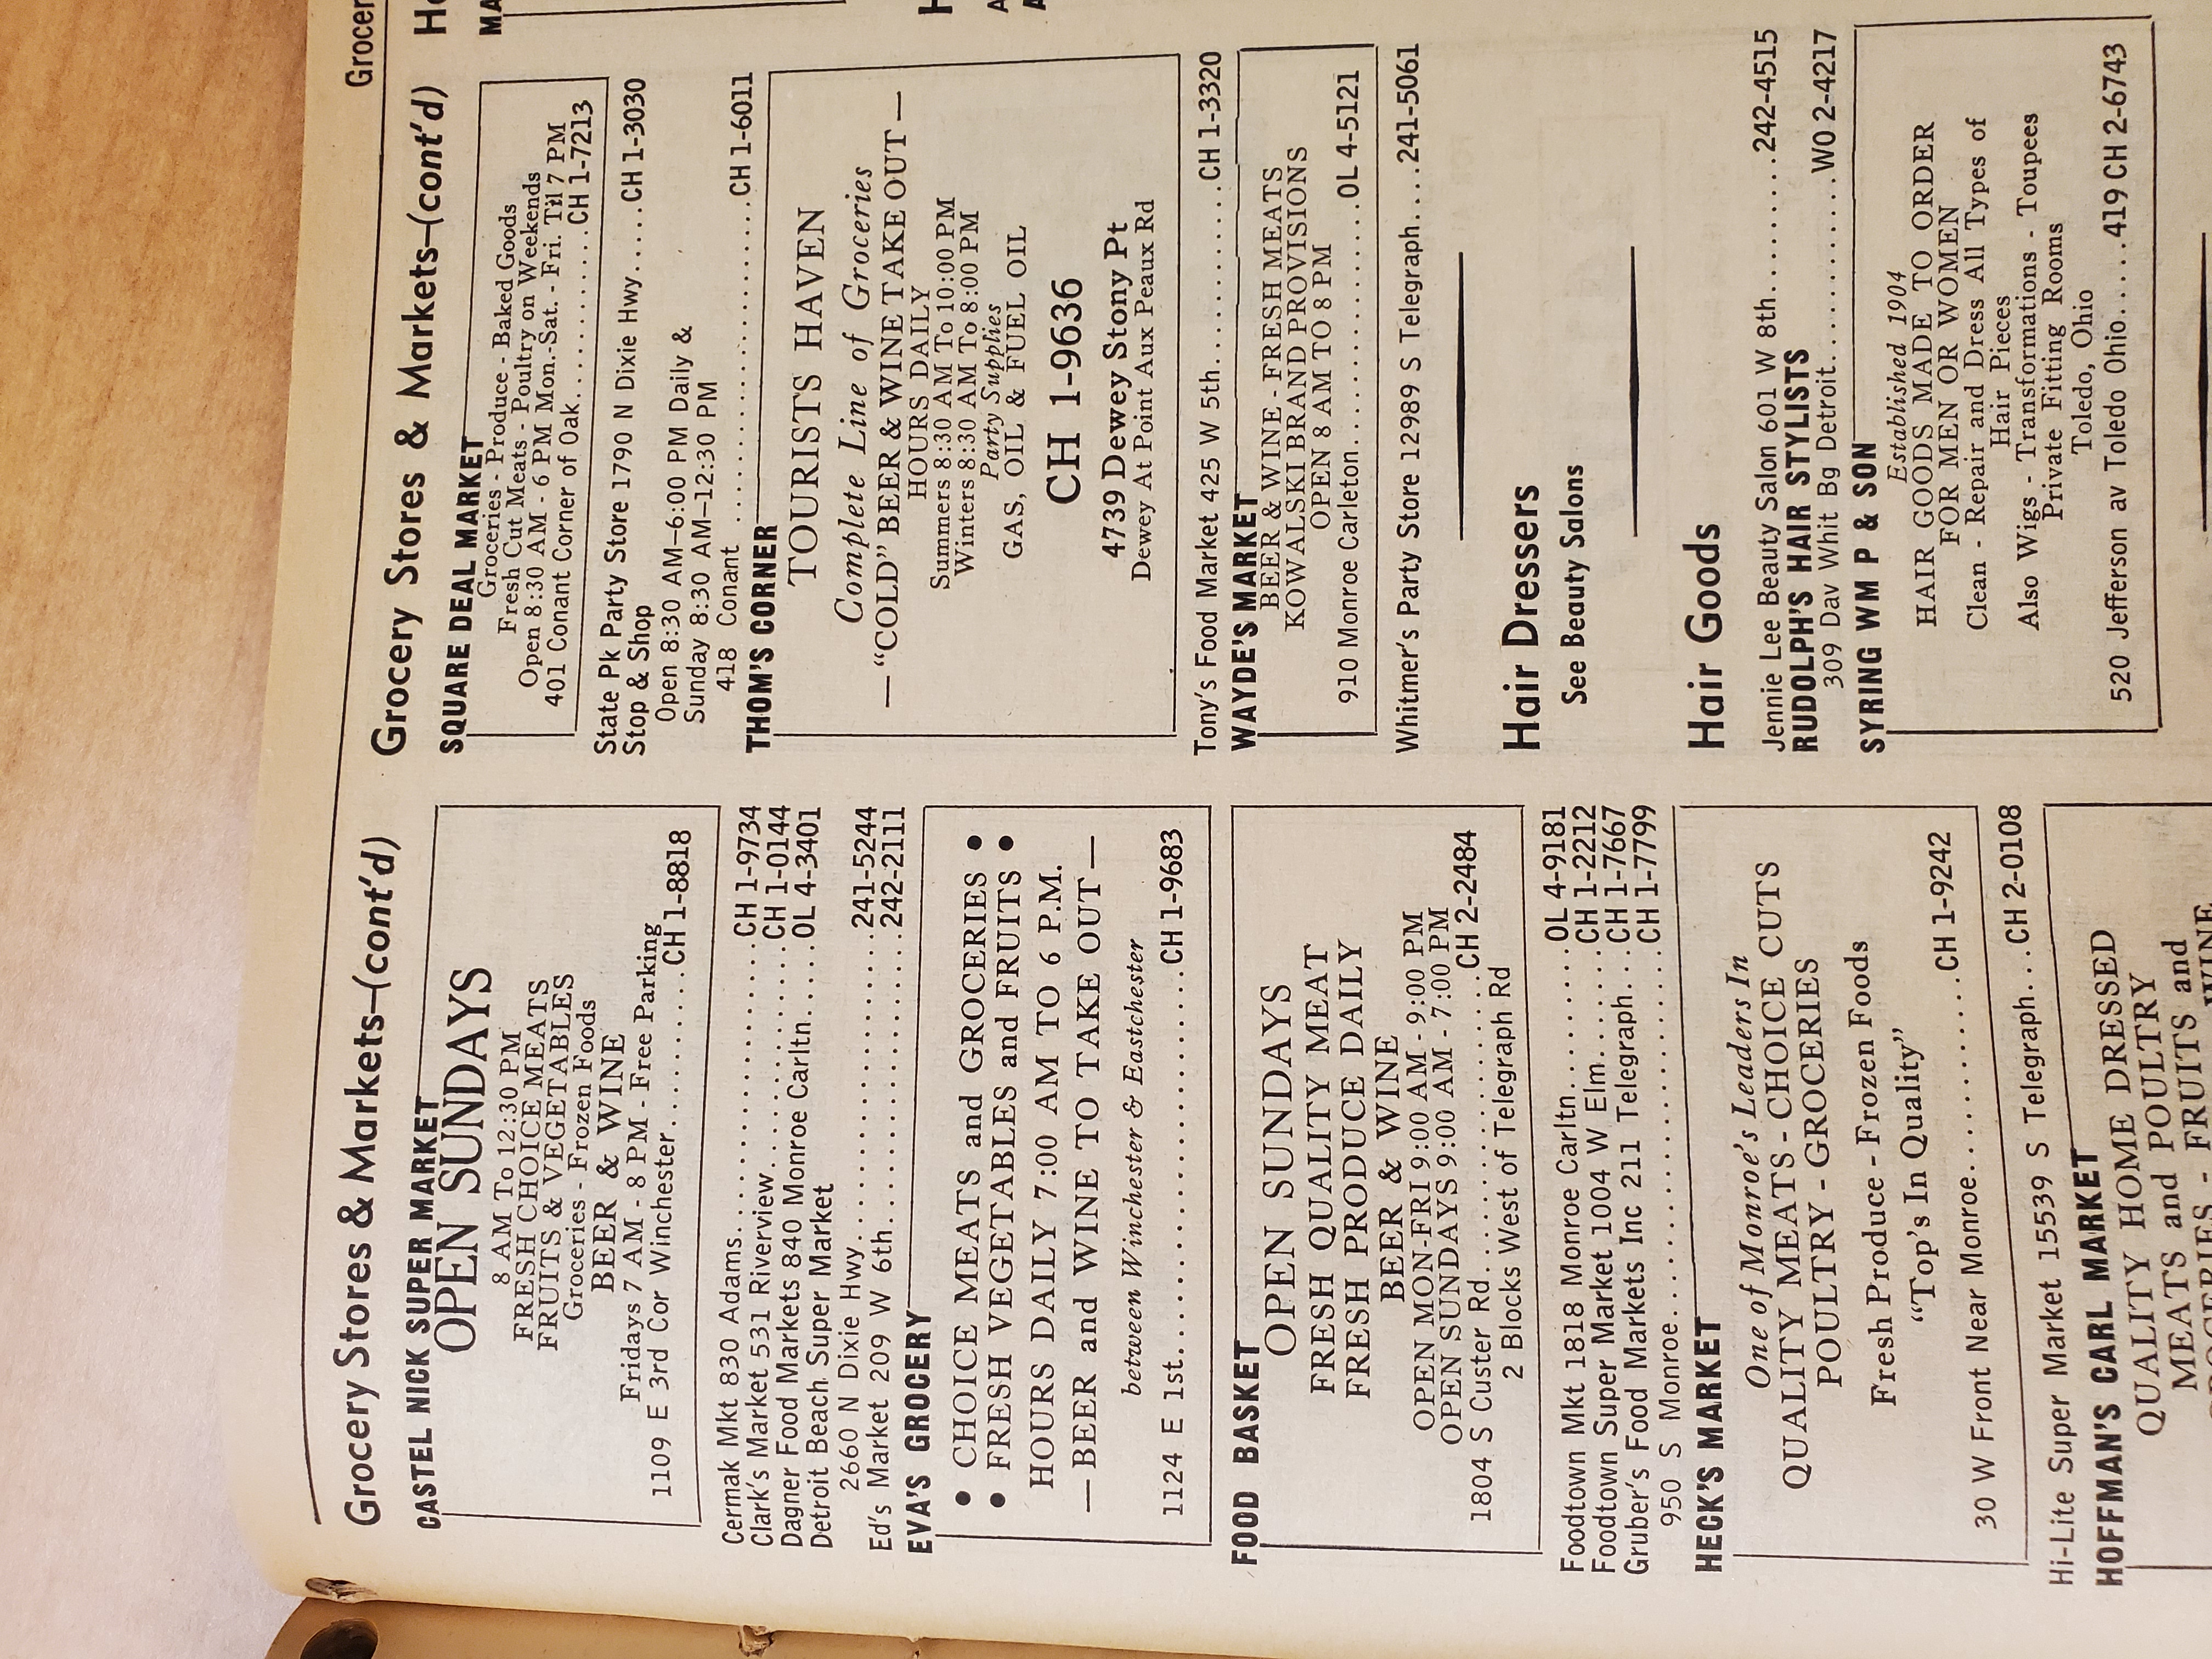 Grocery Stores & Markets—(cont'd)
CASTEL NICK SUPER MARKET
OPEN SUNDAYS
8 AM To 12:30 PM
FRESH CHOICE MEATS
FRUITS & VEGETABLES
Groceries - Frozen Foods
BEER & WINE
Fridays 7 AM - 8 PM - Free Parking
1109 E 3rd Cor Winchester..........CH 1-8818
Cermak Mkt 830 Adams..............CH 1-9734
Clark's Market 531 Riverview..........CH 1-0144
Dagner Food Markets 840 Monroe Carltn.....OL 4-3401
Detroit Beach Super Market
2660 N Dixie Hwy..................241-5244
Ed's Market 209 W 6th...............242-2111
EVA'S GROCERY
• CHOICE MEATS and GROCERIES •
• FRESH VEGETABLES and FRUITS •
HOURS DAILY 7:00 AM TO 6 P.M.
—BEER and WINE TO TAKE OUT—
between Winchester & Eastchester
1124 E 1st.....................CH 1-9683
FOOD BASKET
OPEN SUNDAYS
FRESH QUALITY MEAT
FRESH PRODUCE DAILY
BEER & WINE
OPEN MON-FRI 9:00 AM - 9:00 PM
OPEN SUNDAYS 9:00 AM - 7:00 PM
1804 S Custer Rd..................CH 2-2484
2 Blocks West of Telegraph Rd
Foodtown Mkt 1818 Monroe Carltn........OL 4-9181
Foodtown Super Market 1004 W Elm......CH 1-2212
Gruber's Food Markets Inc 211 Telegraph...CH 1-7667
950 S Monroe....................CH 1-7799
HECK'S MARKET
One of Monroe's Leaders In
QUALITY MEATS - CHOICE CUTS
POULTRY - GROCERIES
Fresh Produce - Frozen Foods
“Top's In Quality”
30 W Front Near Monroe............CH 1-9242
Hi-Lite Super Market 15539 S Telegraph...CH 2-0108
HOFFMAN'S CARL MARKET
QUALITY HOME DRESSED
MEATS and POULTRY
FRUITS and
Grocery Stores & Markets—(cont'd)
SQUARE DEAL MARKET
Groceries - Produce - Baked Goods
Fresh Cut Meats - Poultry on Weekends
Open 8:30 AM - 6 PM Mon.-Sat. - Fri. Til 7 PM
401 Conant Corner of Oak............CH 1-7213
State Pk Party Store 1790 N Dixie Hwy.....CH 1-3030
Stop & Shop
Open 8:30 AM–6:00 PM Daily &
Sunday 8:30 AM–12:30 PM
418 Conant .....................CH 1-6011
THOM'S CORNER
TOURISTS HAVEN
Complete Line of Groceries
—“COLD” BEER & WINE TAKE OUT—
HOURS DAILY
Summers 8:30 AM To 10:00 PM
Winters 8:30 AM To 8:00 PM
Party Supplies
GAS, OIL & FUEL OIL
CH 1-9636
4739 Dewey Stony Pt
Dewey At Point Aux Peaux Rd
Tony's Food Market 425 W 5th..........CH 1-3320
WAYDE'S MARKET
BEER & WINE - FRESH MEATS
KOWALSKI BRAND PROVISIONS
OPEN 8 AM TO 8 PM
910 Monroe Carleton...............OL 4-5121
Whitmer's Party Store 12989 S Telegraph....241-5061
Hair Dressers
See Beauty Salons
Hair Goods
Jennie Lee Beauty Salon 601 W 8th........242-4515
RUDOLPH'S HAIR STYLISTS
309 Dav Whit Bg Detroit............WO 2-4217
SYRING WM P & SON
Established 1904
HAIR GOODS MADE TO ORDER
FOR MEN OR WOMEN
Clean - Repair and Dress All Types of
Hair Pieces
Also Wigs - Transformations - Toupees
Private Fitting Rooms
Toledo, Ohio
520 Jefferson av Toledo Ohio.....419 CH 2-6743